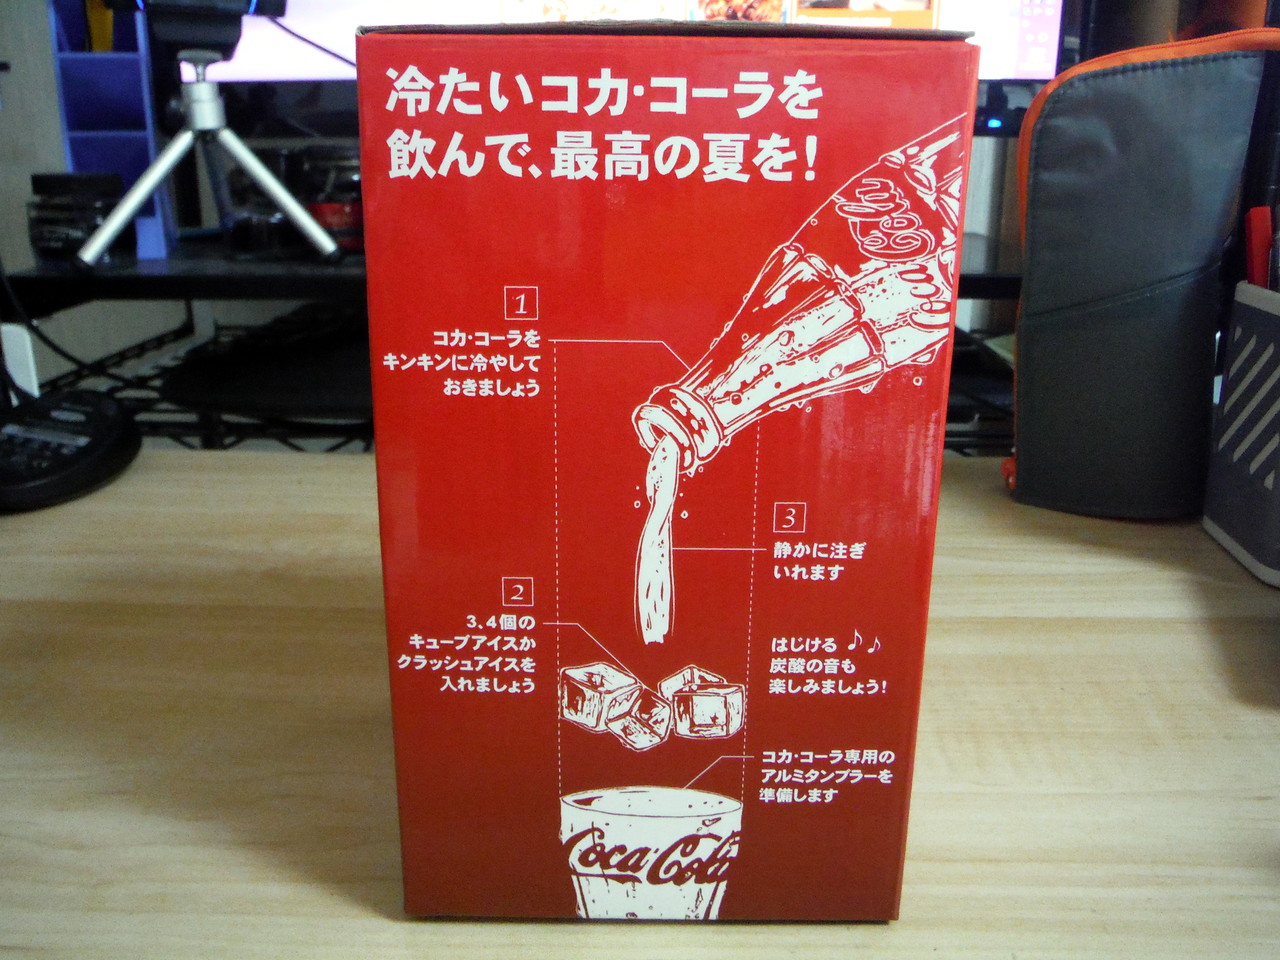 冷たいコカ・コーラを
飲んで、最高の夏を!
1
コカ・コーラを
キンキンに冷やして
おきましょう
2
3、4個の
キューブアイスか
クラッシュアイスを
入れましょう
3
静かに注ぎ
いれます
はじける♪♪
炭酸の音も
楽しみましょう!
コカ・コーラ専用の
アルミタンブラーを
準備します
Coca-Cola